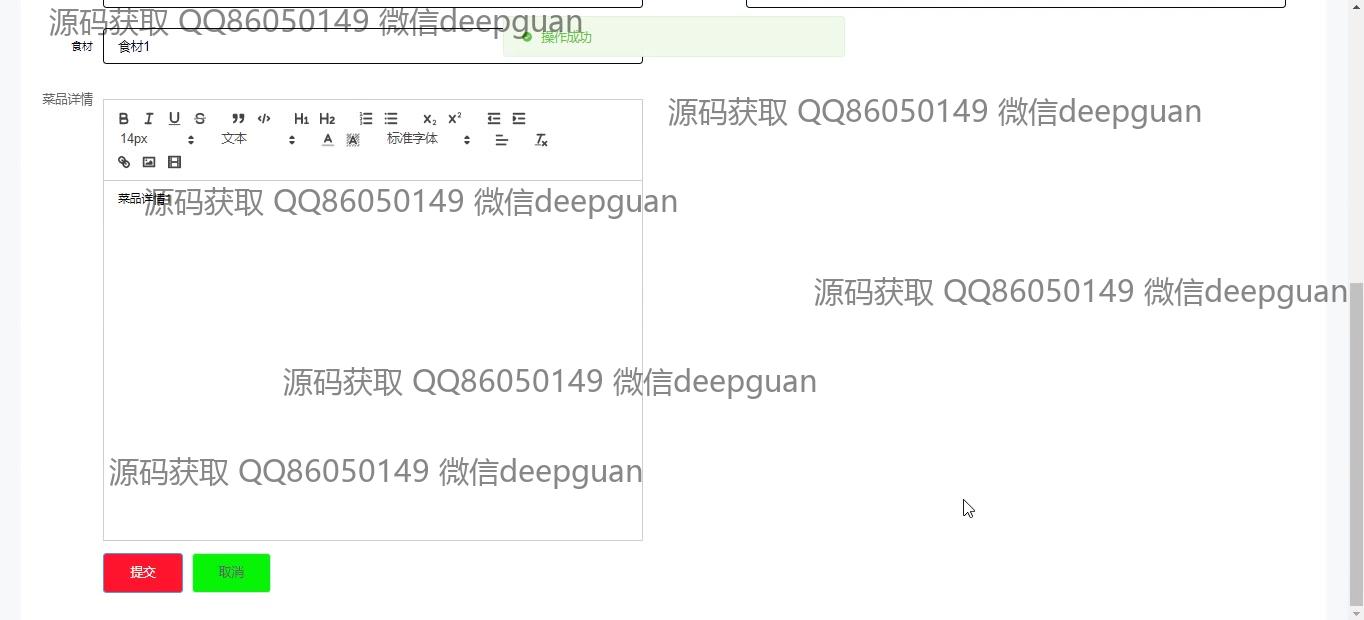 源码获取 QQ86050149 微信deepguan
操作成功
食材 食材1
菜品详情
源码获取 QQ86050149 微信deepguan
B I U S H1 H2 X2 X2
14px 文本 A A 标准字体 Tx
菜品详情1
源码获取 QQ86050149 微信deepguan
源码获取 QQ86050149 微信deepguan
源码获取 QQ86050149 微信deepguan
源码获取 QQ86050149 微信deepguan
提交 取消